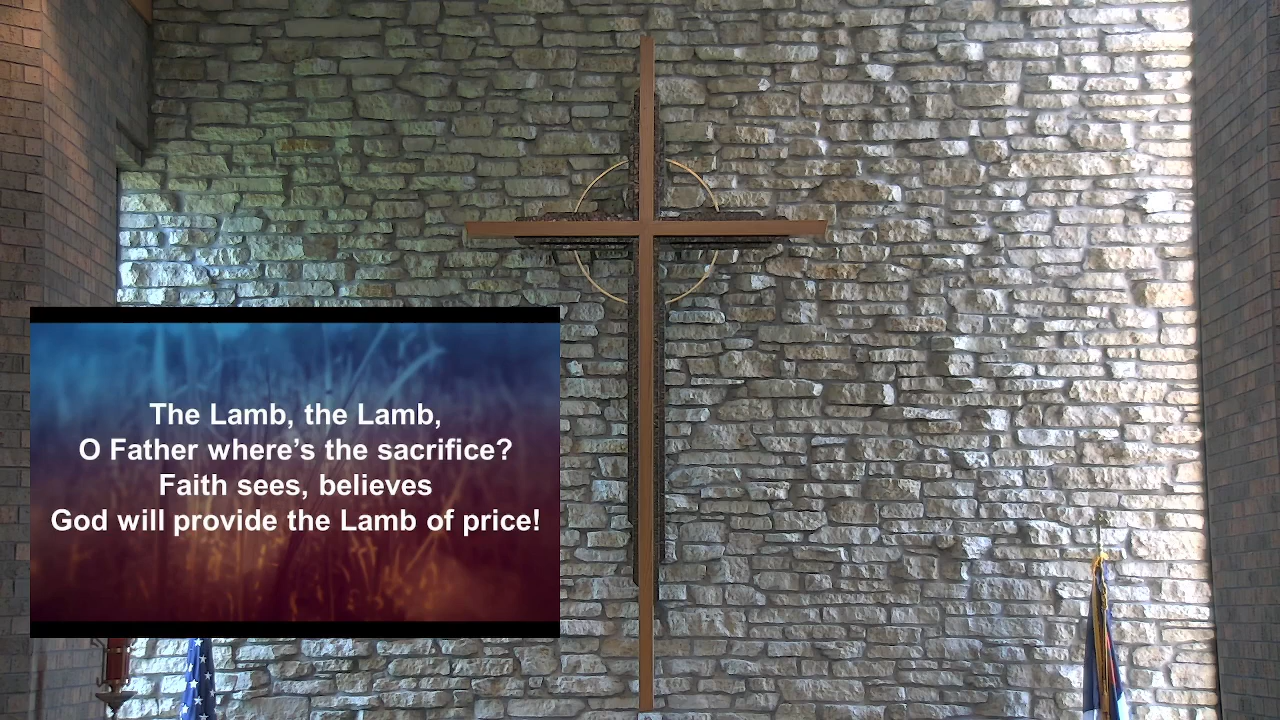 The Lamb, the Lamb,
O Father where’s the sacrifice?
Faith sees, believes
God will provide the Lamb of price!